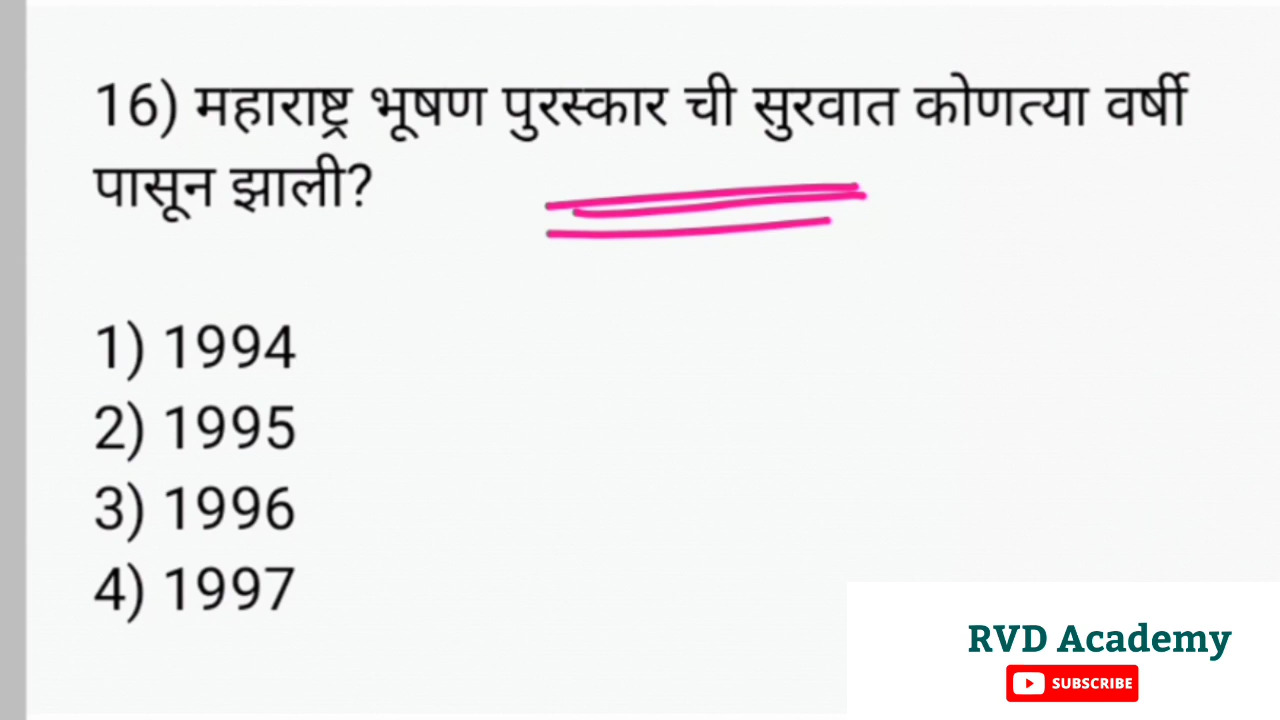 16) महाराष्ट्र भूषण पुरस्कार ची सुरवात कोणत्या वर्षी
पासून झाली?
1) 1994
2) 1995
3) 1996
4) 1997
RVD Academy
SUBSCRIBE